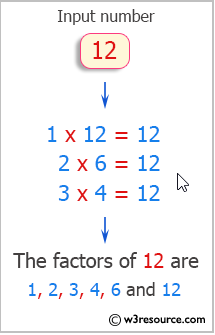 Input number
12
1 x 12 = 12
2 x 6 = 12
3 x 4 = 12
The factors of 12 are
1, 2, 3, 4, 6 and 12
© w3resource.com